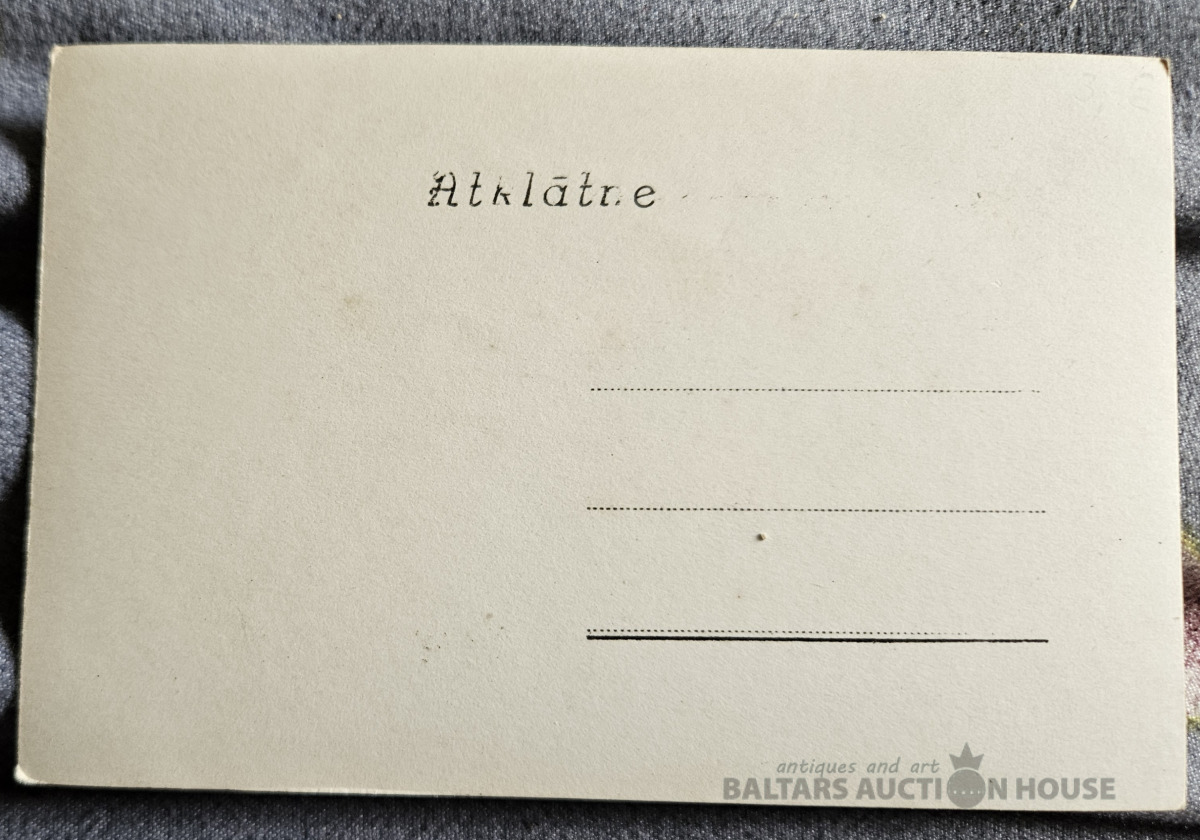 Atklātne
antiques and art
BALTARS AUCTION HOUSE